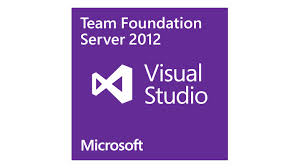 Team Foundation
Server 2012
Visual
Studio
Microsoft